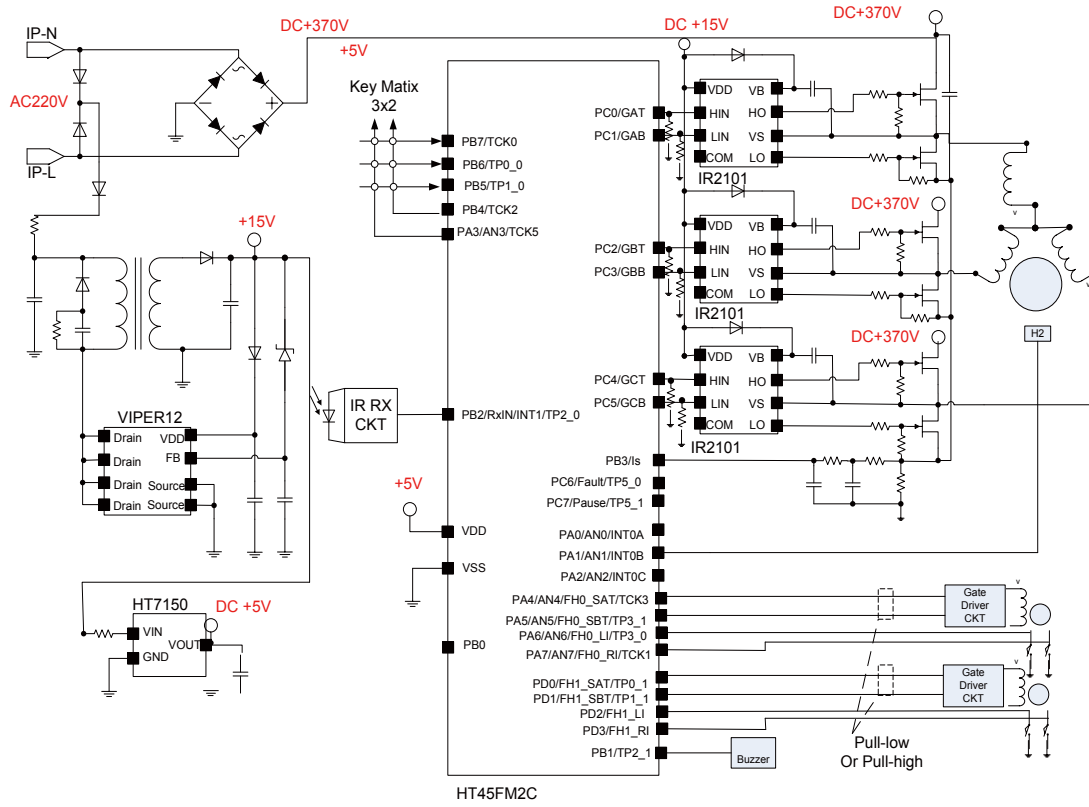 IP-N
AC220V
IP-L
DC+370V
+5V
DC +15V
DC+370V
Key Matix
3x2
PB7/TCK0
PB6/TP0_0
PB5/TP1_0
PB4/TCK2
PA3/AN3/TCK5
PC0/GAT
PC1/GAB
VDD
VB
HIN
HO
LIN
VS
COM
LO
IR2101
v
+15V
DC+370V
PC2/GBT
PC3/GBB
VDD
VB
HIN
HO
LIN
VS
COM
LO
IR2101
v
H2
DC+370V
PC4/GCT
PC5/GCB
VDD
VB
HIN
HO
LIN
VS
COM
LO
IR2101
VIPER12
Drain
VDD
Drain
FB
Drain
Source
Drain
Source
IR RX
CKT
PB2/RxIN/INT1/TP2_0
PB3/Is
PC6/Fault/TP5_0
PC7/Pause/TP5_1
+5V
VDD
VSS
PA0/AN0/INT0A
PA1/AN1/INT0B
PA2/AN2/INT0C
HT7150
DC +5V
VIN
GND
VOUT
PB0
PA4/AN4/FH0_SAT/TCK3
PA5/AN5/FH0_SBT/TP3_1
PA6/AN6/FH0_LI/TP3_0
PA7/AN7/FH0_RI/TCK1
Gate
Driver
CKT
v
PD0/FH1_SAT/TP0_1
PD1/FH1_SBT/TP1_1
PD2/FH1_LI
PD3/FH1_RI
Gate
Driver
CKT
v
PB1/TP2_1
Buzzer
Pull-low
Or Pull-high
HT45FM2C